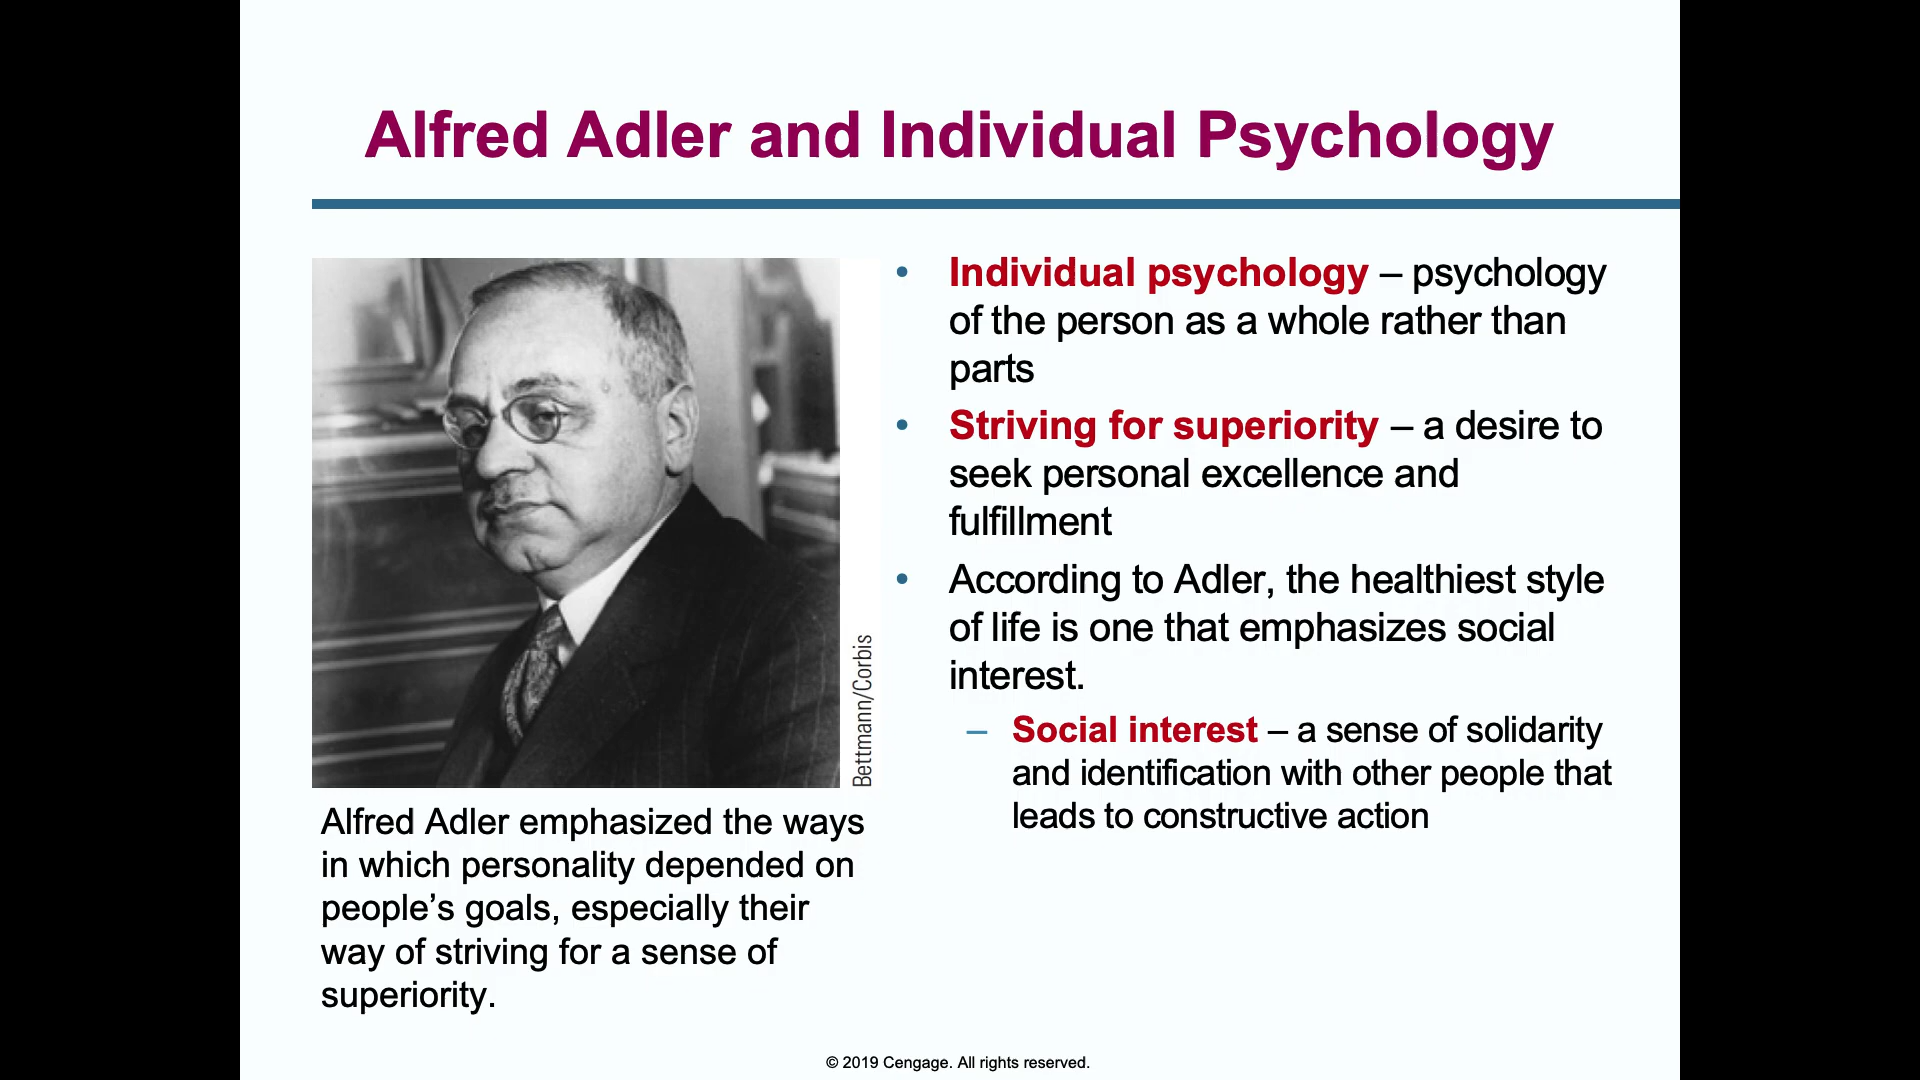 Alfred Adler and Individual Psychology
Bettmann/Corbis
Alfred Adler emphasized the ways
in which personality depended on
people’s goals, especially their
way of striving for a sense of
superiority.
• Individual psychology – psychology
of the person as a whole rather than
parts
• Striving for superiority – a desire to
seek personal excellence and
fulfillment
• According to Adler, the healthiest style
of life is one that emphasizes social
interest.
– Social interest – a sense of solidarity
and identification with other people that
leads to constructive action
© 2019 Cengage. All rights reserved.